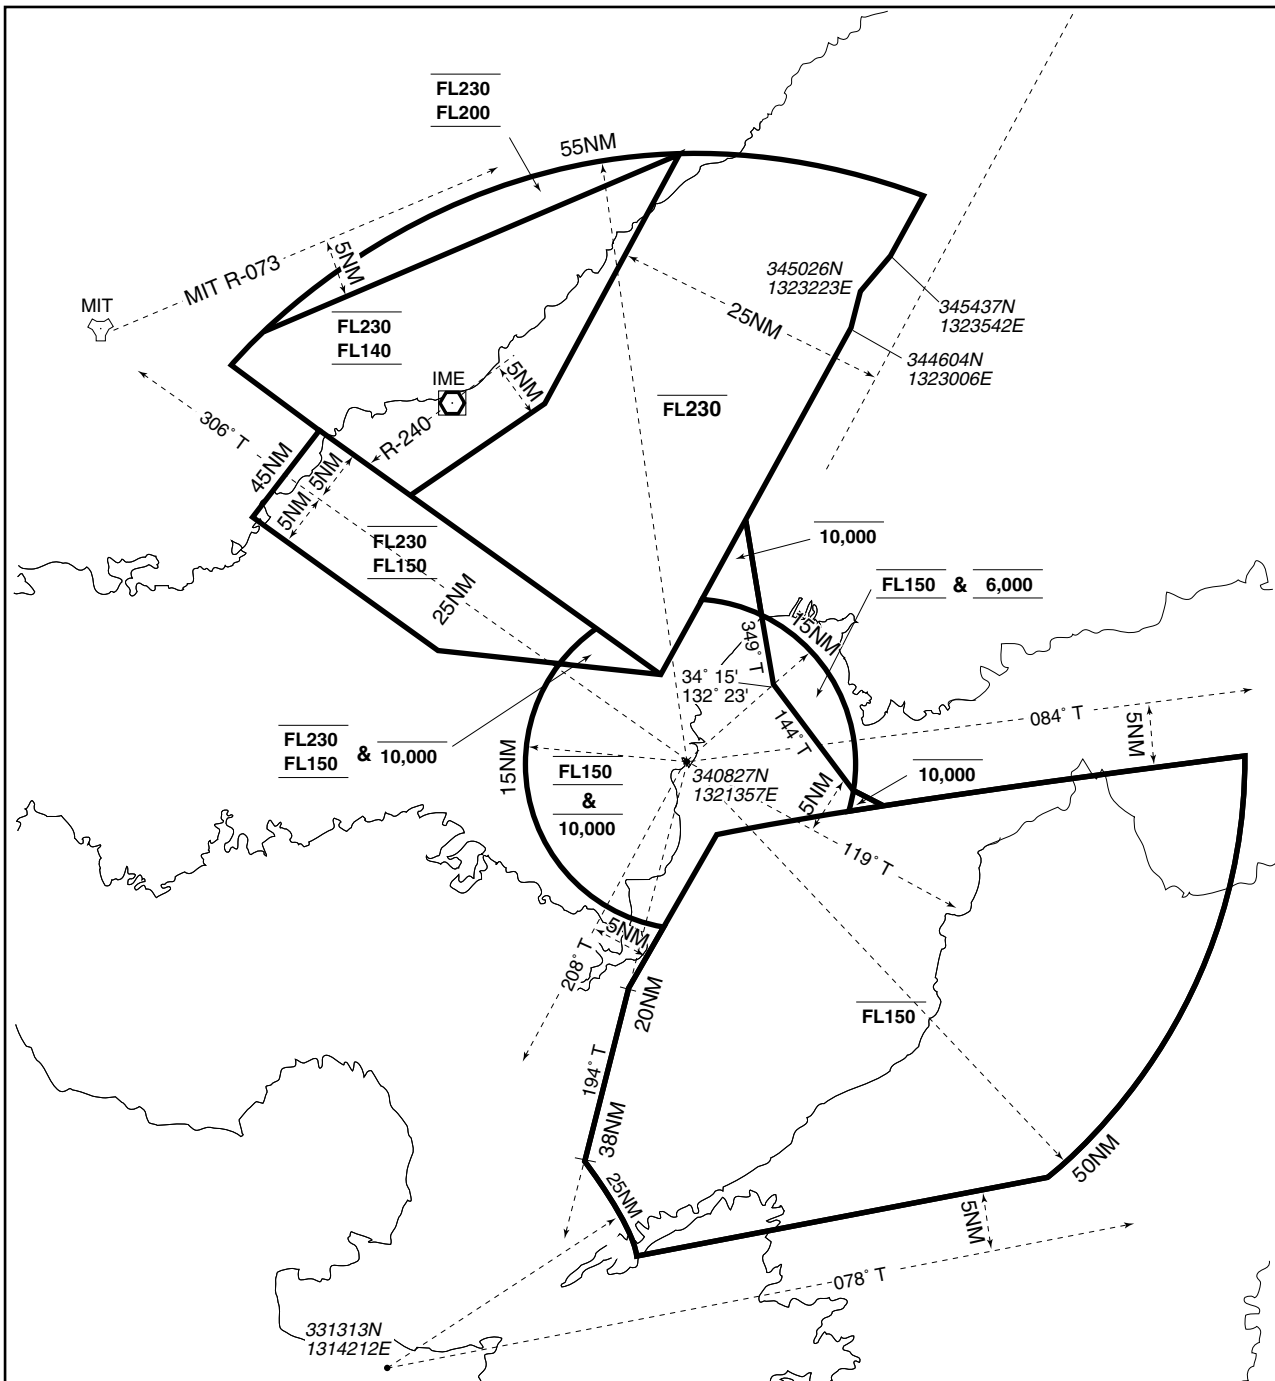 FL230
FL200
55NM
MIT R-073
5NM
MIT
FL230
FL140
345026N
1323223E
25NM
345437N
1323542E
344604N
1323006E
IME
5NM
R-240
FL230
306° T
45NM
5NM
5NM
FL230
FL150
25NM
10,000
FL150 & 6,000
349° T
15NM
34° 15'
132° 23'
144° T
084° T
5NM
FL230
FL150
& 10,000
15NM
FL150
&
10,000
340827N
1321357E
10,000
5NM
119° T
5NM
208° T
20NM
FL150
194° T
38NM
25NM
50NM
5NM
078° T
331313N
1314212E